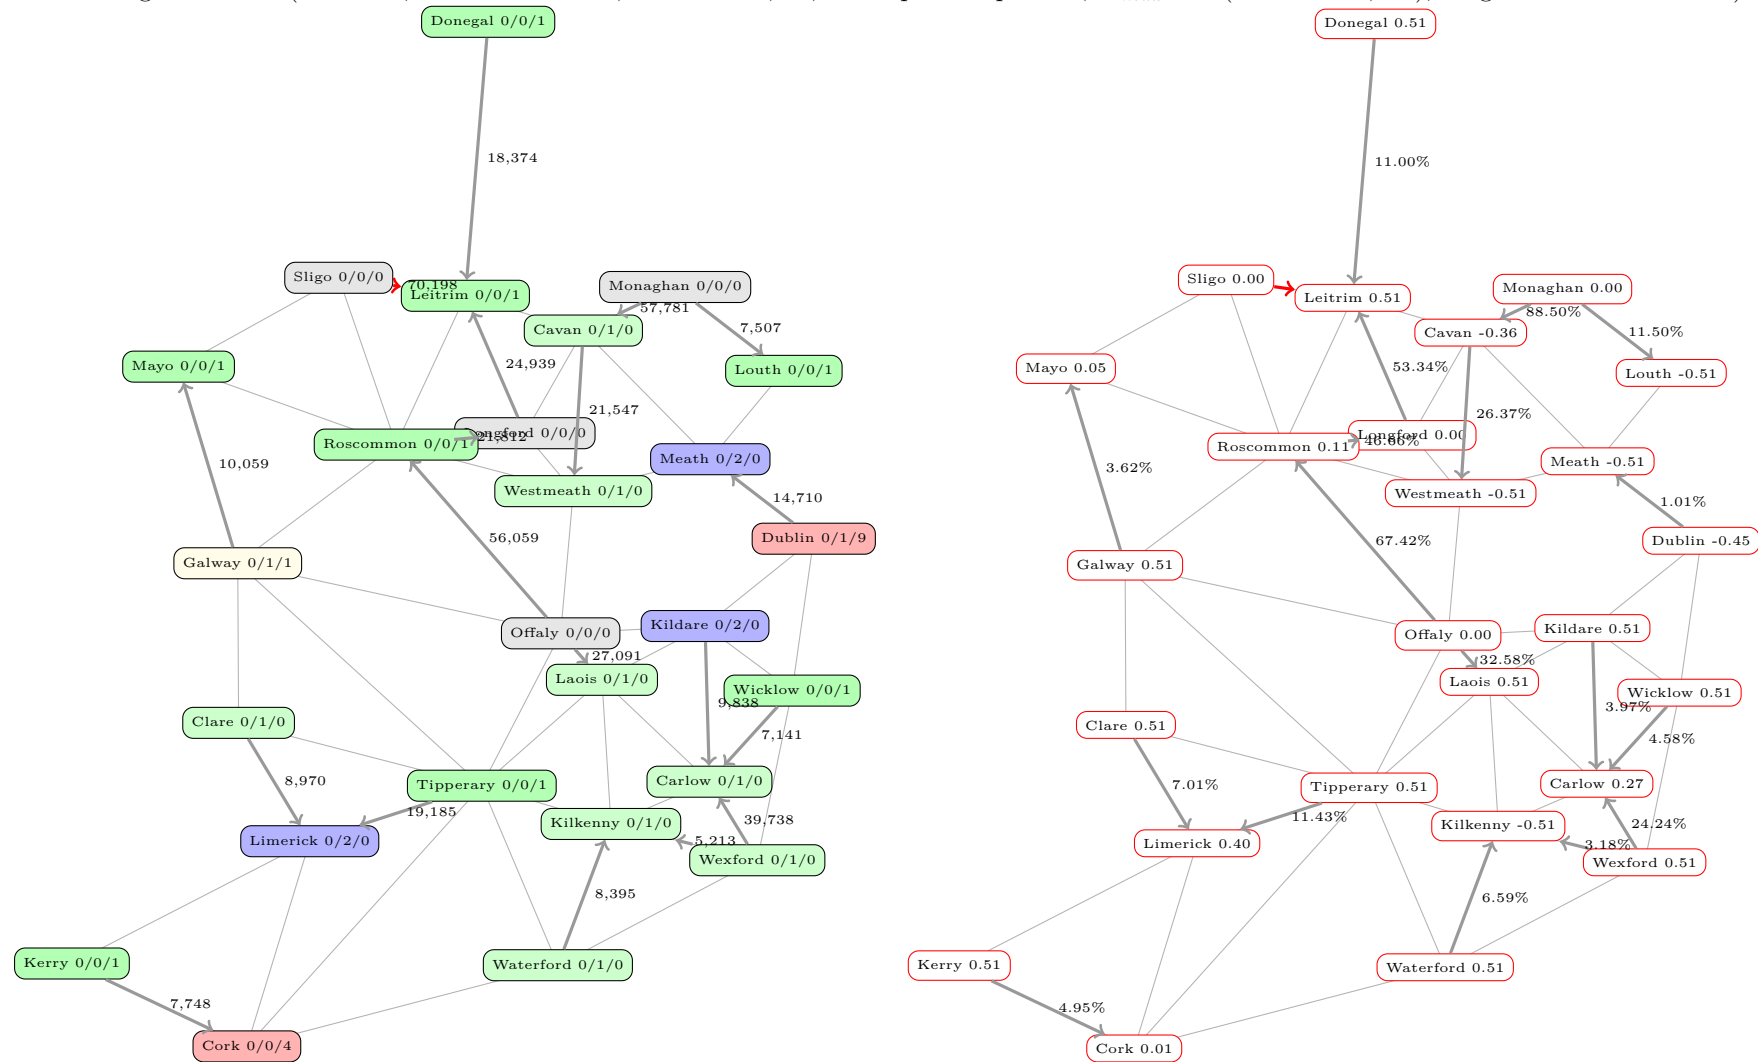 Donegal 0/0/1
Donegal 0.51
18,374
11.00%
Sligo 0/0/0
70,198
Leitrim 0/0/1
Monaghan 0/0/0
57,781
Sligo 0.00
Leitrim 0.51
Monaghan 0.00
88.50%
Cavan 0/1/0
7,507
Cavan -0.36
11.50%
Mayo 0/0/1
24,939
Louth 0/0/1
Mayo 0.05
53.34%
Louth -0.51
21,547
26.37%
Roscommon 0/0/1
21,812
Longford 0/0/0
Roscommon 0.11
46.66%
Longford 0.00
10,059
Meath 0/2/0
3.62%
Meath -0.51
Westmeath 0/1/0
14,710
Westmeath -0.51
1.01%
56,059
Dublin 0/1/9
67.42%
Dublin -0.45
Galway 0/1/1
Galway 0.51
Offaly 0/0/0
Kildare 0/2/0
Offaly 0.00
Kildare 0.51
27,091
32.58%
Laois 0/1/0
Wicklow 0/0/1
Laois 0.51
Wicklow 0.51
9,838
3.97%
Clare 0/1/0
7,141
Clare 0.51
4.58%
8,970
Tipperary 0/0/1
Carlow 0/1/0
7.01%
Tipperary 0.51
Carlow 0.27
19,185
11.43%
Limerick 0/2/0
Kilkenny 0/1/0
39,738
Limerick 0.40
Kilkenny -0.51
24.24%
5,213
3.18%
Wexford 0/1/0
Wexford 0.51
8,395
6.59%
Kerry 0/0/1
Waterford 0/1/0
Kerry 0.51
Waterford 0.51
7,748
4.95%
Cork 0/0/4
Cork 0.01